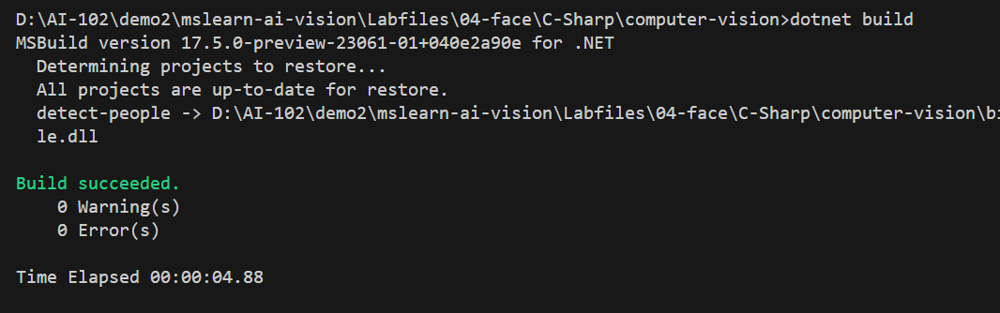 D:\AI-102\demo2\mslearn-ai-vision\Labfiles\04-face\C-Sharp\computer-vision>dotnet build
MSBuild version 17.5.0-preview-23061-01+040e2a90e for .NET
  Determining projects to restore...
  All projects are up-to-date for restore.
  detect-people -> D:\AI-102\demo2\mslearn-ai-vision\Labfiles\04-face\C-Sharp\computer-vision\bi
  le.dll
Build succeeded.
    0 Warning(s)
    0 Error(s)
Time Elapsed 00:00:04.88